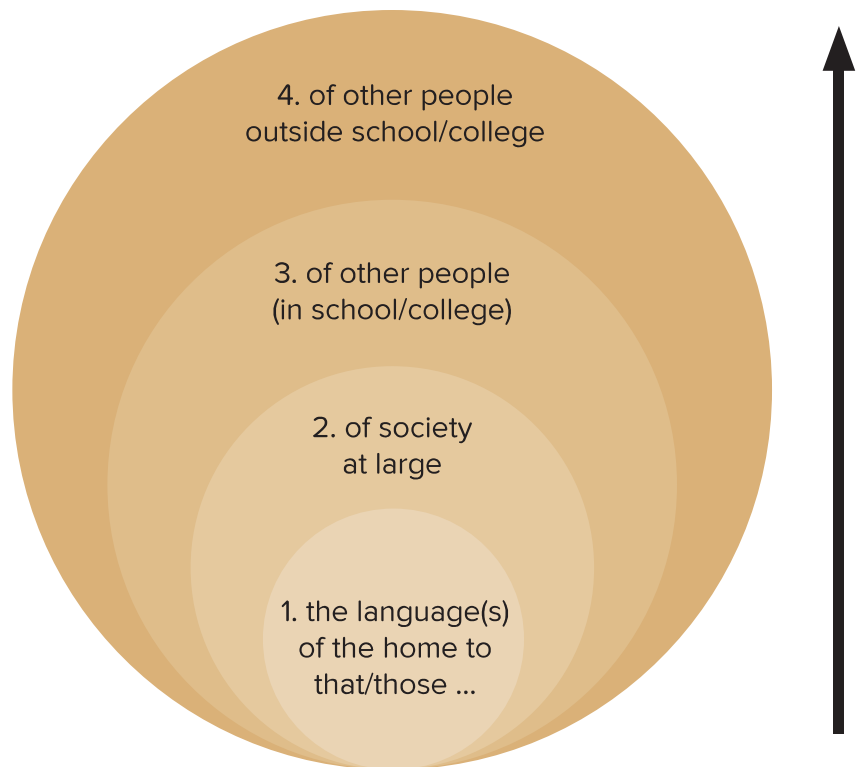 4. of other people
outside school/college
3. of other people
(in school/college)
2. of society
at large
1. the language(s)
of the home to
that/those ...